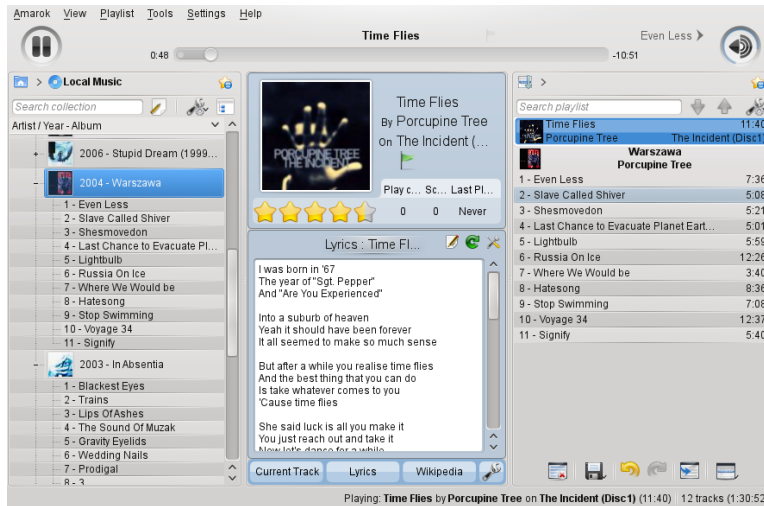 Amarok View Playlist Tools Settings Help
Time Flies
Even Less
0:48
-10:51
> Local Music
Search collection
Artist / Year - Album
2006 - Stupid Dream (1999...
2004 - Warszawa
1 - Even Less
2 - Slave Called Shiver
3 - Shesmovedon
4 - Last Chance to Evacuate Pl...
5 - Lightbulb
6 - Russia On Ice
7 - Where We Would be
8 - Hatesong
9 - Stop Swimming
10 - Voyage 34
11 - Signify
2003 - In Absentia
1 - Blackest Eyes
2 - Trains
3 - Lips Of Ashes
4 - The Sound Of Muzak
5 - Gravity Eyelids
6 - Wedding Nails
7 - Prodigal
8 - 3
PORCUPINE TREE
THE INCIDENT
Time Flies
By Porcupine Tree
On The Incident (...
Play c... Sc... Last Pl...
0 0 Never
Lyrics : Time Fl...
I was born in '67
The year of "Sgt. Pepper"
And "Are You Experienced"
Into a suburb of heaven
Yeah it should have been forever
It all seemed to make so much sense
But after a while you realise time flies
And the best thing that you can do
Is take whatever comes to you
'Cause time flies
She said luck is all you make it
You just reach out and take it
Now let's dance for a while
Current Track Lyrics Wikipedia
>
Search playlist
Time Flies 11:40
Porcupine Tree The Incident (Disc1)
Warszawa
Porcupine Tree
1 - Even Less 7:36
2 - Slave Called Shiver 5:08
3 - Shesmovedon 5:21
4 - Last Chance to Evacuate Planet Eart... 5:01
5 - Lightbulb 5:59
6 - Russia On Ice 12:26
7 - Where We Would be 3:40
8 - Hatesong 8:36
9 - Stop Swimming 7:08
10 - Voyage 34 12:37
11 - Signify 5:40
Playing: Time Flies by Porcupine Tree on The Incident (Disc1) (11:40) 12 tracks (1:30:52